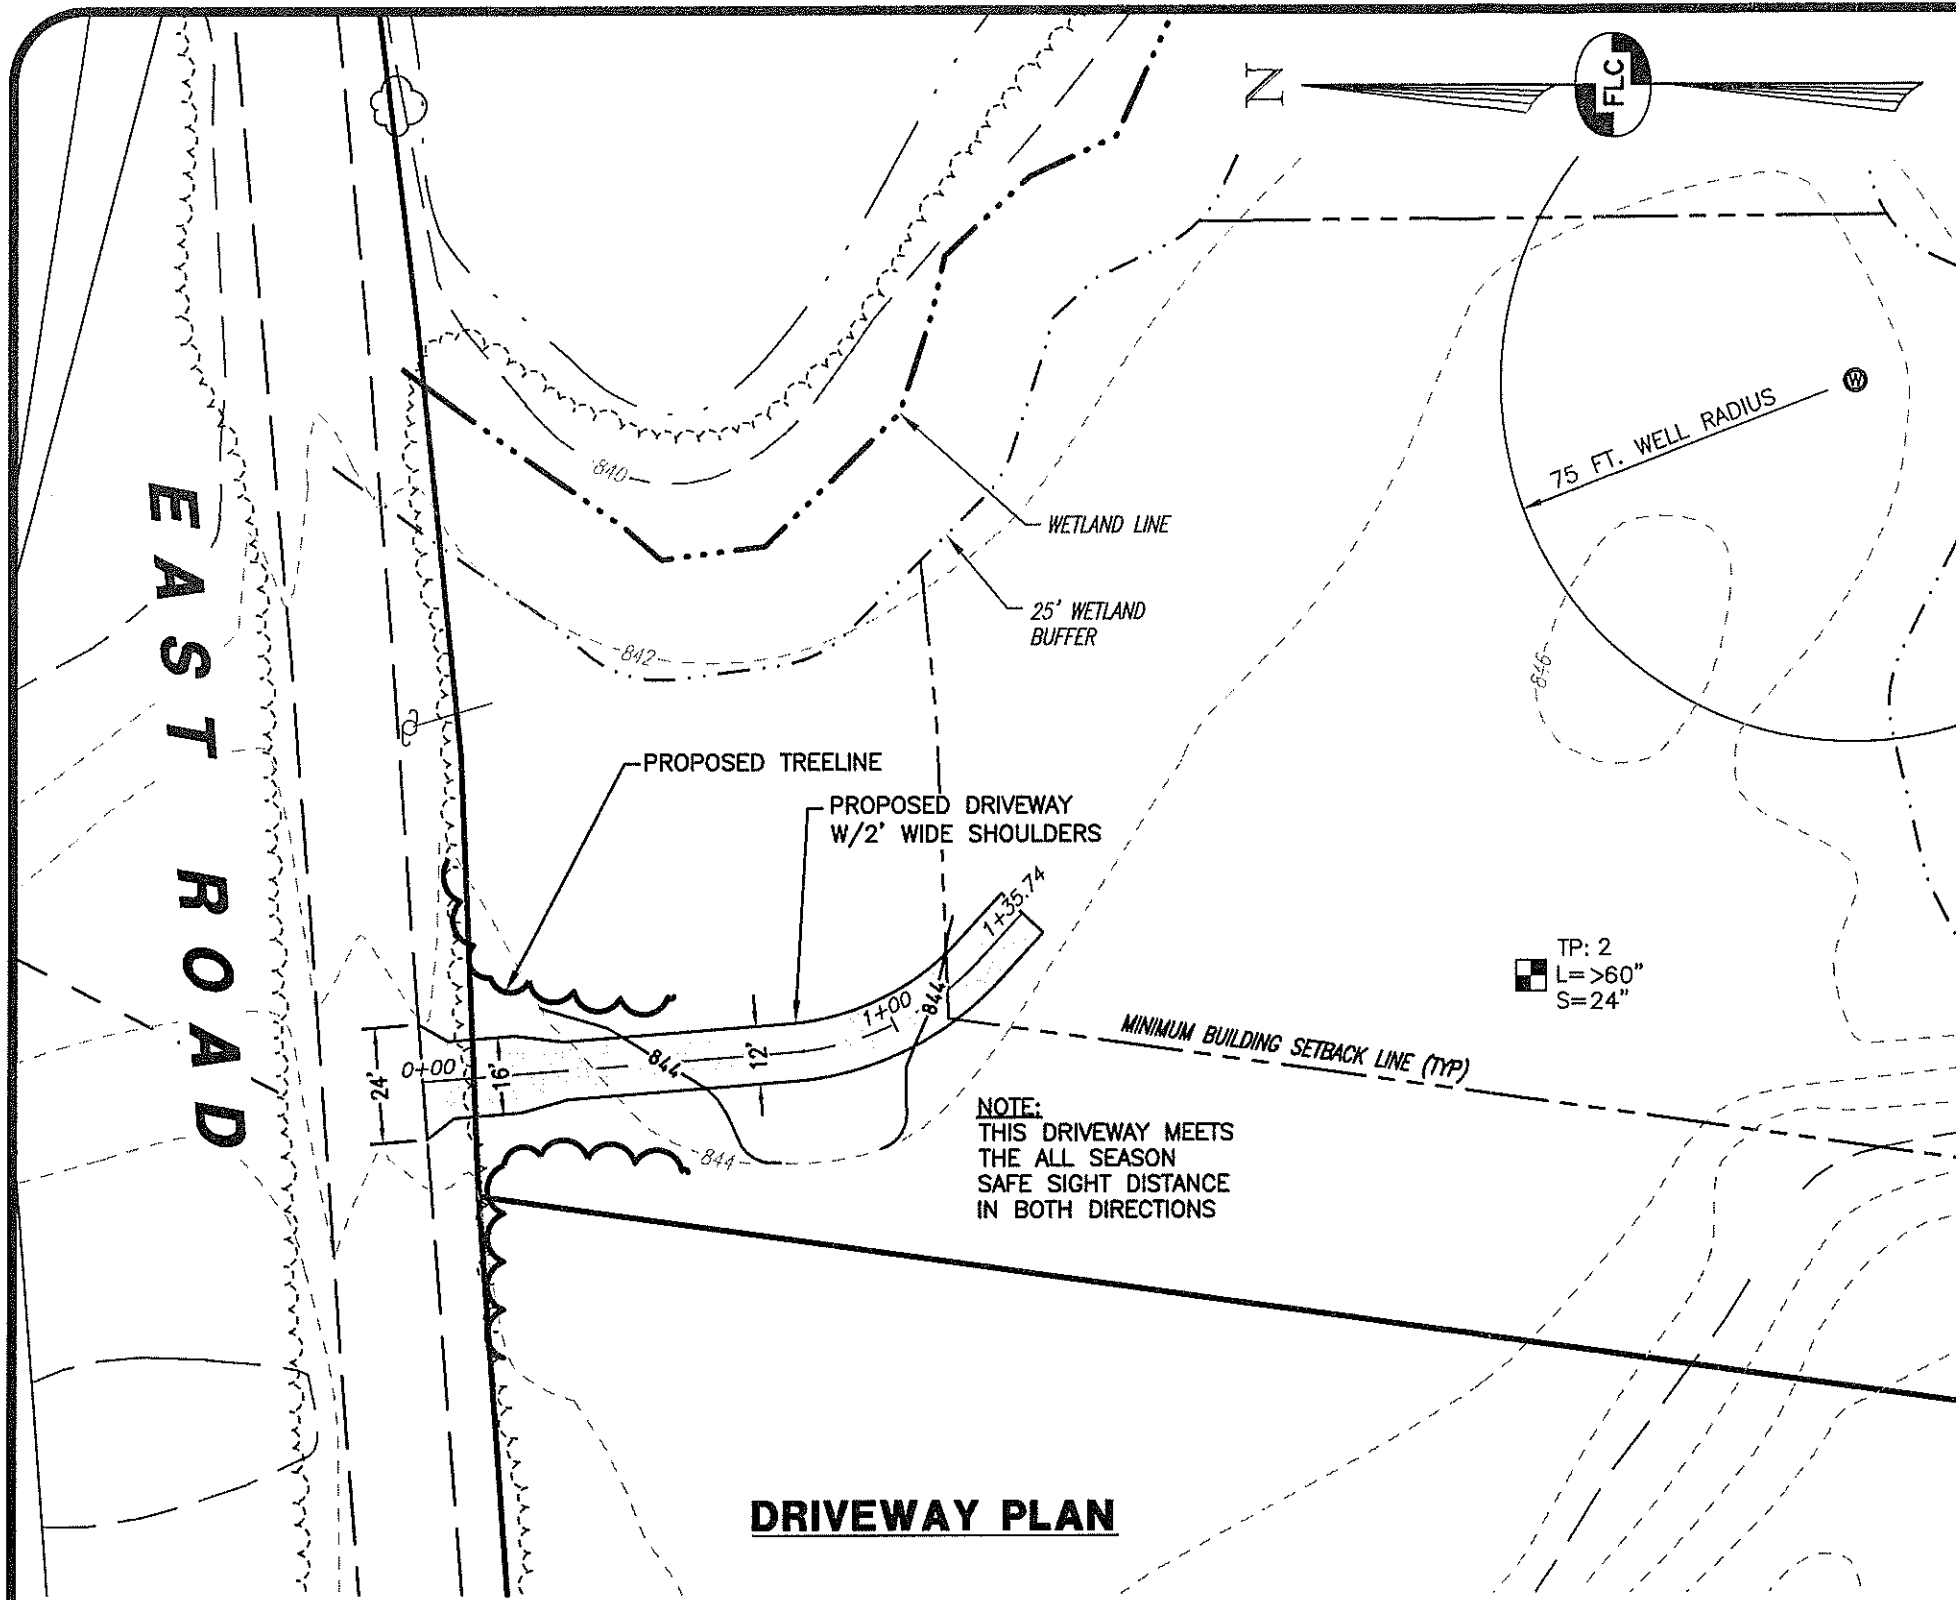 N
FLC
75 FT. WELL RADIUS
W
840
WETLAND LINE
25' WETLAND
BUFFER
842
846
EAST ROAD
PROPOSED TREELINE
PROPOSED DRIVEWAY
W/2' WIDE SHOULDERS
1+35.74
1+00
844
TP: 2
L=>60"
S=24"
MINIMUM BUILDING SETBACK LINE (TYP)
24'
0+00
16'
844
12'
844
NOTE:
THIS DRIVEWAY MEETS
THE ALL SEASON
SAFE SIGHT DISTANCE
IN BOTH DIRECTIONS
DRIVEWAY PLAN